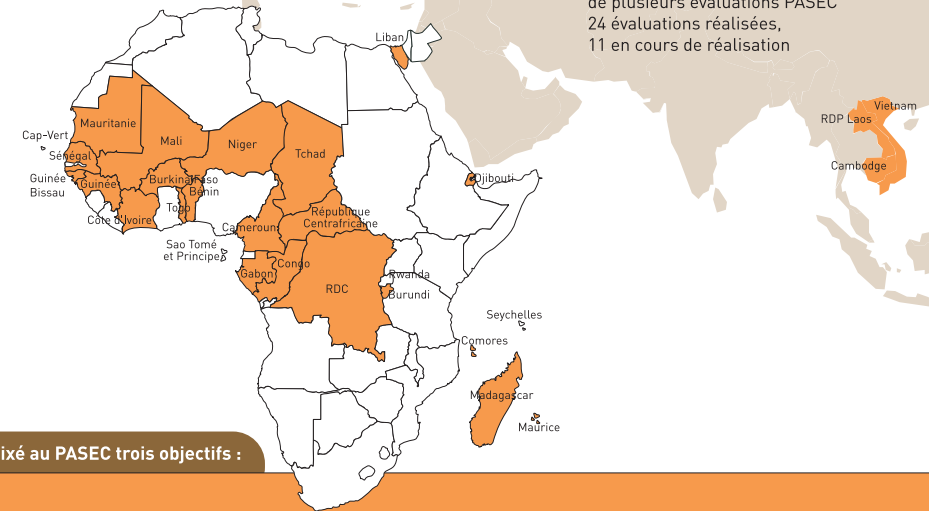 de plusieurs évaluations PASEC
24 évaluations réalisées,
11 en cours de réalisation
Liban
Vietnam
RDP Laos
Cambodge
Mauritanie
Cap-Vert
Mali
Niger
Tchad
Sénégal
Guinée
Bissau
Guinée
Burkina Faso
Bénin
Togo
Côte d'Ivoire
Djibouti
Cameroun
République
Centrafricaine
Sao Tomé
et Principe
Congo
Gabon
RDC
Rwanda
Burundi
Seychelles
Comores
Madagascar
Maurice
ixé au PASEC trois objectifs :